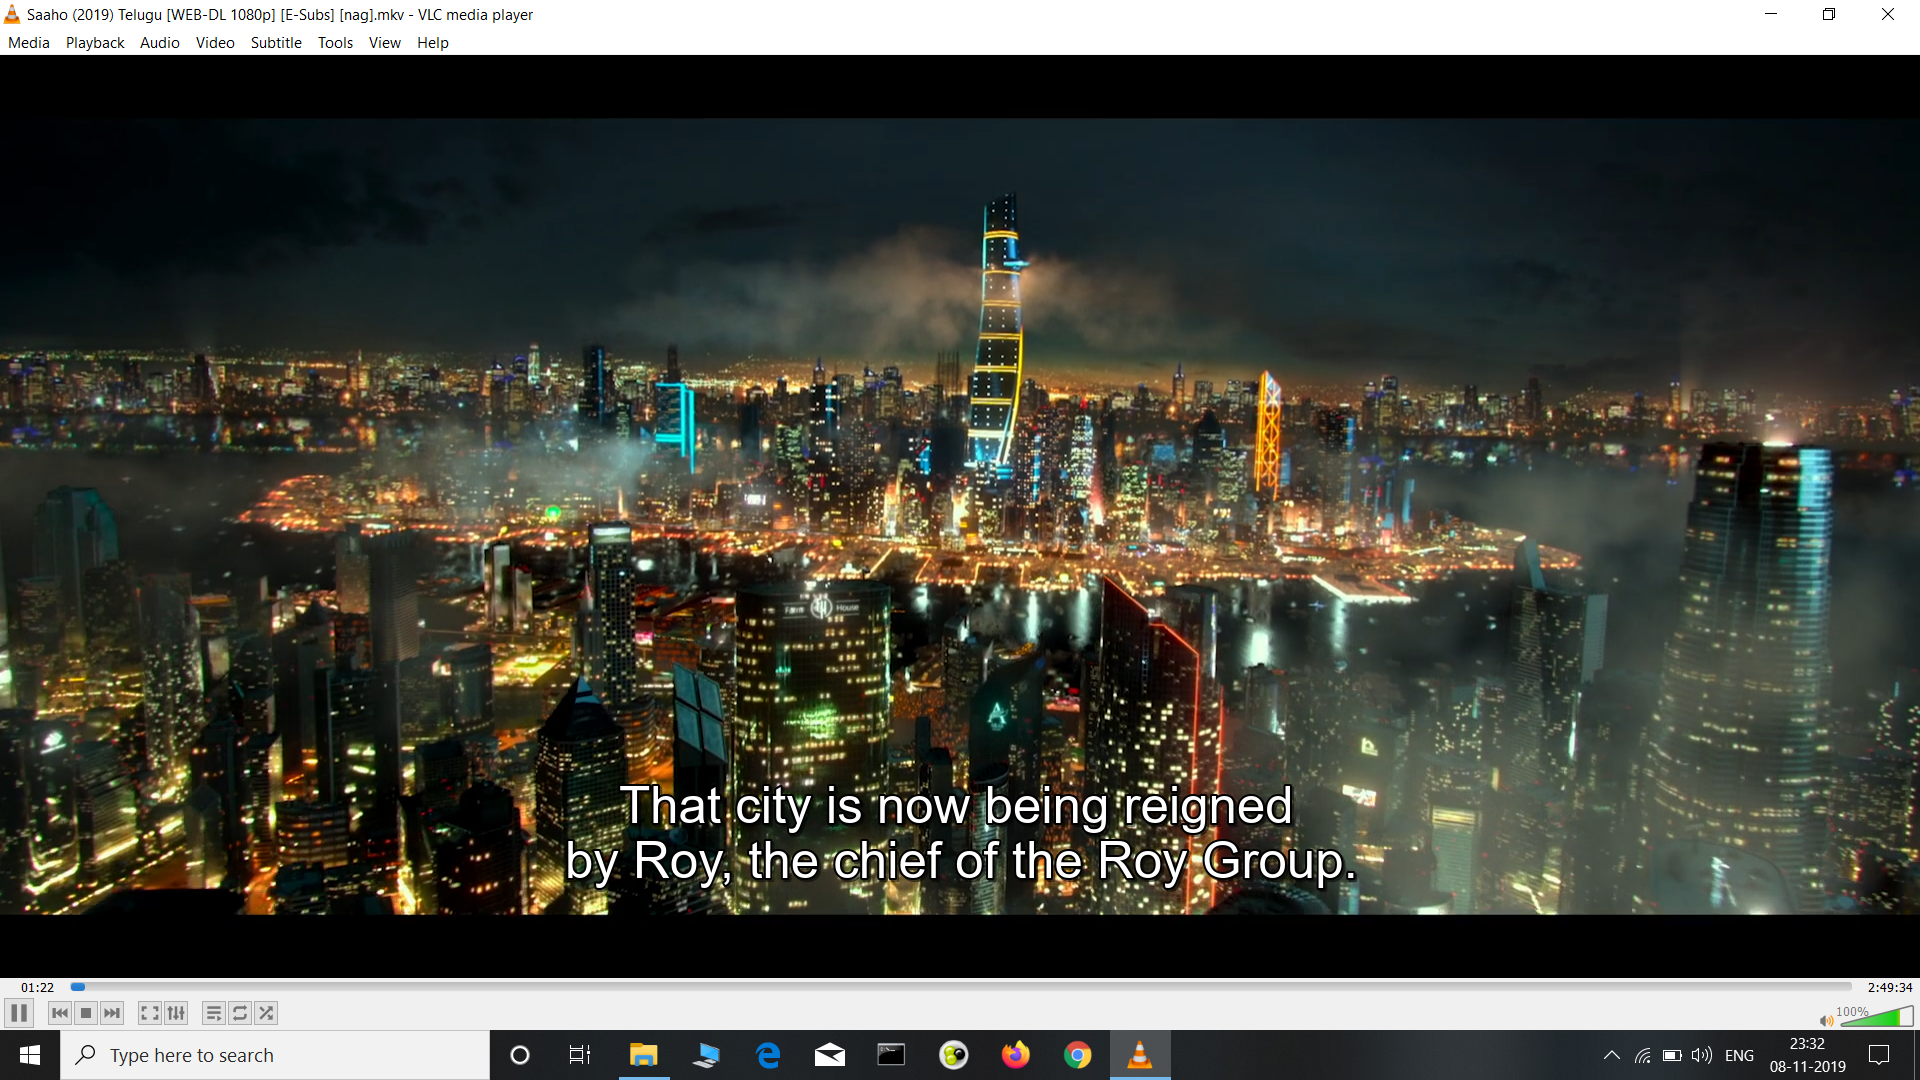 Saaho (2019) Telugu [WEB-DL 1080p] [E-Subs] [nag].mkv - VLC media player
Media Playback Audio Video Subtitle Tools View Help
Farm House
That city is now being reigned
by Roy, the chief of the Roy Group.
01:22 2:49:34
100%
Type here to search
ENG
23:32
08-11-2019